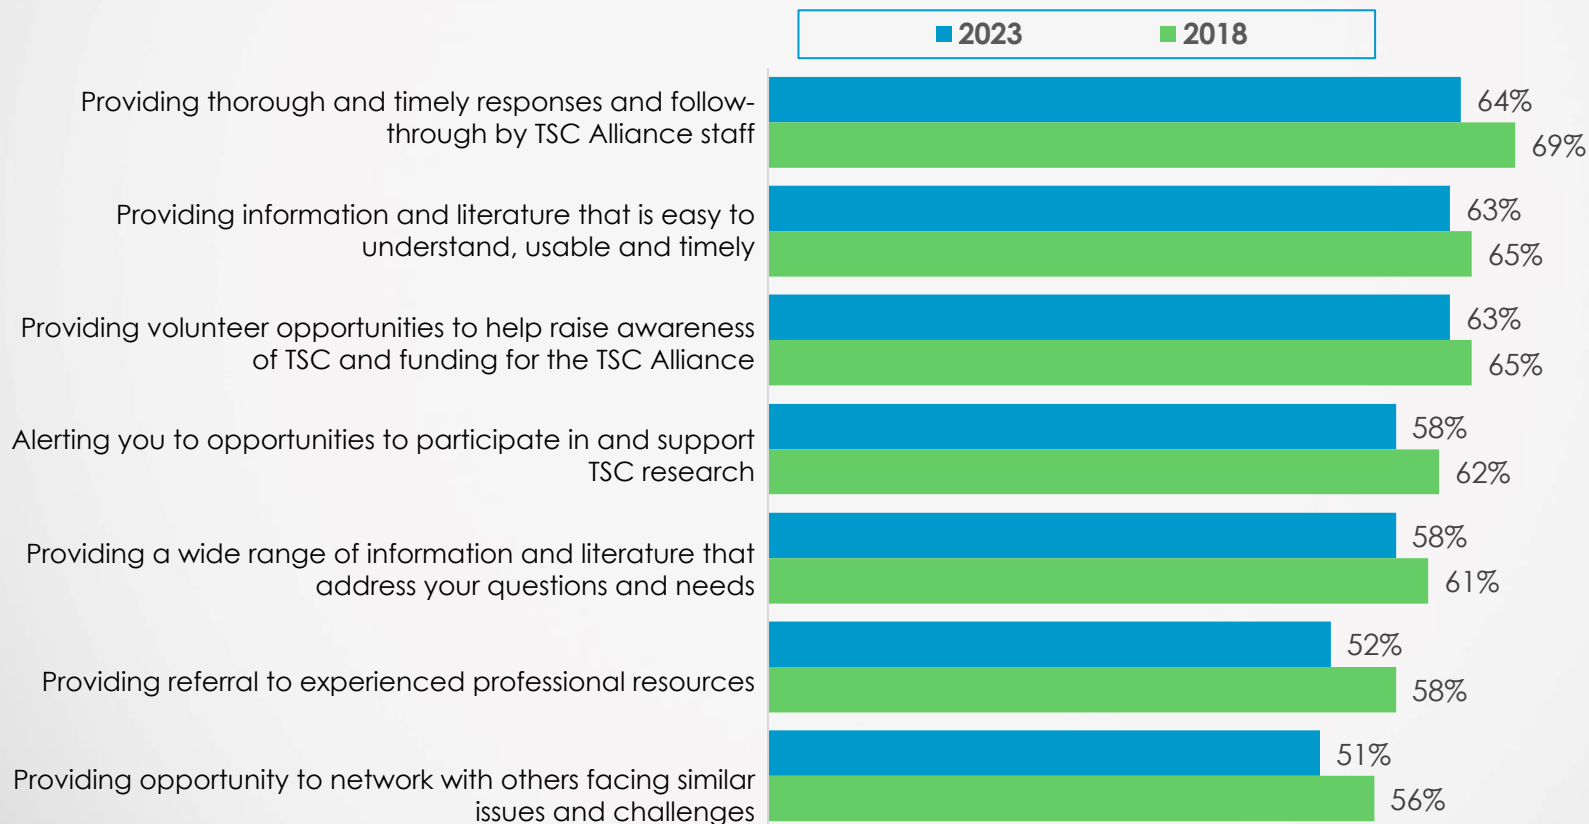 2023 2018
Providing thorough and timely responses and follow-
through by TSC Alliance staff
64%
69%
Providing information and literature that is easy to
understand, usable and timely
63%
65%
Providing volunteer opportunities to help raise awareness
of TSC and funding for the TSC Alliance
63%
65%
Alerting you to opportunities to participate in and support
TSC research
58%
62%
Providing a wide range of information and literature that
address your questions and needs
58%
61%
Providing referral to experienced professional resources
52%
58%
Providing opportunity to network with others facing similar
issues and challenges
51%
56%